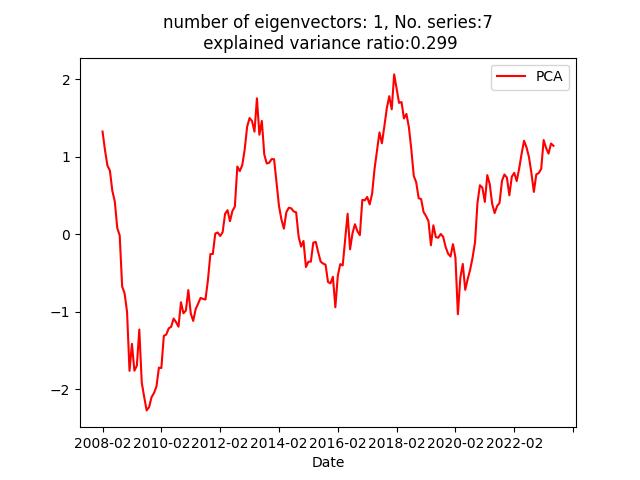 number of eigenvectors: 1, No. series:7
explained variance ratio:0.299
PCA
2
1
0
−1
−2
2008-02 2010-02 2012-02 2014-02 2016-02 2018-02 2020-02 2022-02
Date